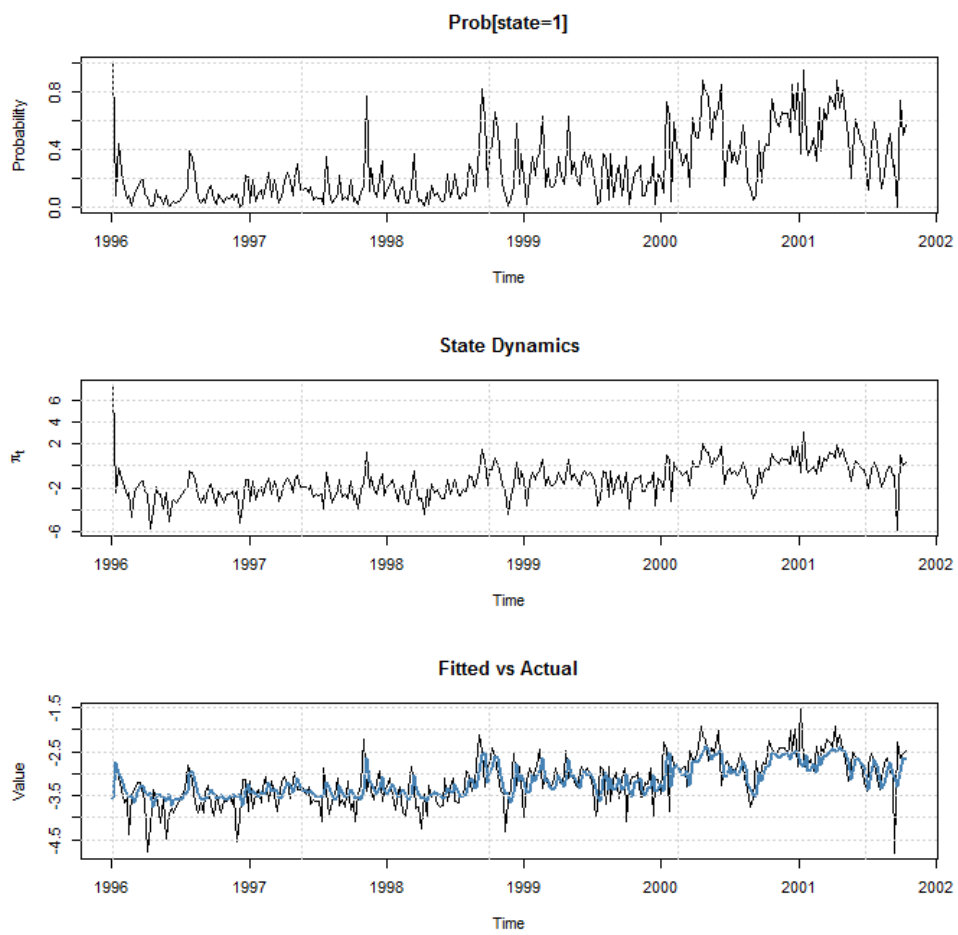 Prob[state=1]
Probability
0.0 0.4 0.8
1996 1997 1998 1999 2000 2001 2002
Time
State Dynamics
πt
-6 -2 2 4 6
1996 1997 1998 1999 2000 2001 2002
Time
Fitted vs Actual
Value
-4.5 -3.5 -2.5 -1.5
1996 1997 1998 1999 2000 2001 2002
Time